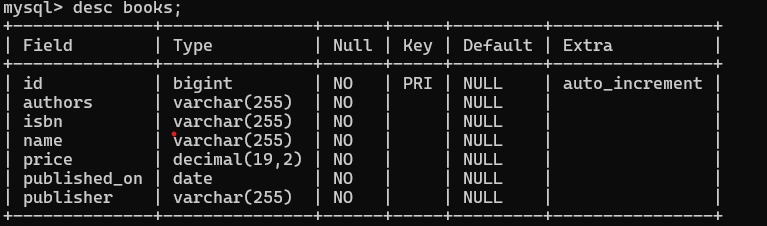 mysql> desc books;
+--------------+---------------+------+-----+---------+----------------+
| Field        | Type          | Null | Key | Default | Extra          |
+--------------+---------------+------+-----+---------+----------------+
| id           | bigint        | NO   | PRI | NULL    | auto_increment |
| authors      | varchar(255)  | NO   |     | NULL    |                |
| isbn         | varchar(255)  | NO   |     | NULL    |                |
| name         | varchar(255)  | NO   |     | NULL    |                |
| price        | decimal(19,2) | NO   |     | NULL    |                |
| published_on | date          | NO   |     | NULL    |                |
| publisher    | varchar(255)  | NO   |     | NULL    |                |
+--------------+---------------+------+-----+---------+----------------+